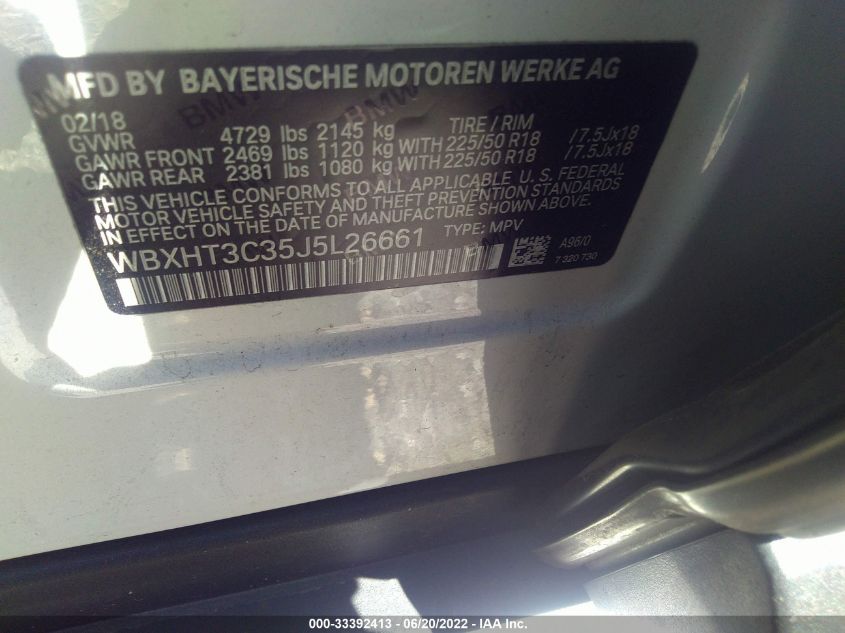 MFD BY BAYERISCHE MOTOREN WERKE AG
02/18
GVWR 4729 lbs 2145 kg TIRE / RIM
GAWR FRONT 2469 lbs 1120 kg WITH 225/50 R18 /7.5Jx18
GAWR REAR 2381 lbs 1080 kg WITH 225/50 R18 /7.5Jx18
THIS VEHICLE CONFORMS TO ALL APPLICABLE U. S. FEDERAL
MOTOR VEHICLE SAFETY AND THEFT PREVENTION STANDARDS
IN EFFECT ON THE DATE OF MANUFACTURE SHOWN ABOVE.
WBXHT3C35J5L26661 TYPE: MPV
A96/0
7 320 730
BMW
BMW
000-33392413 - 06/20/2022 - IAA Inc.